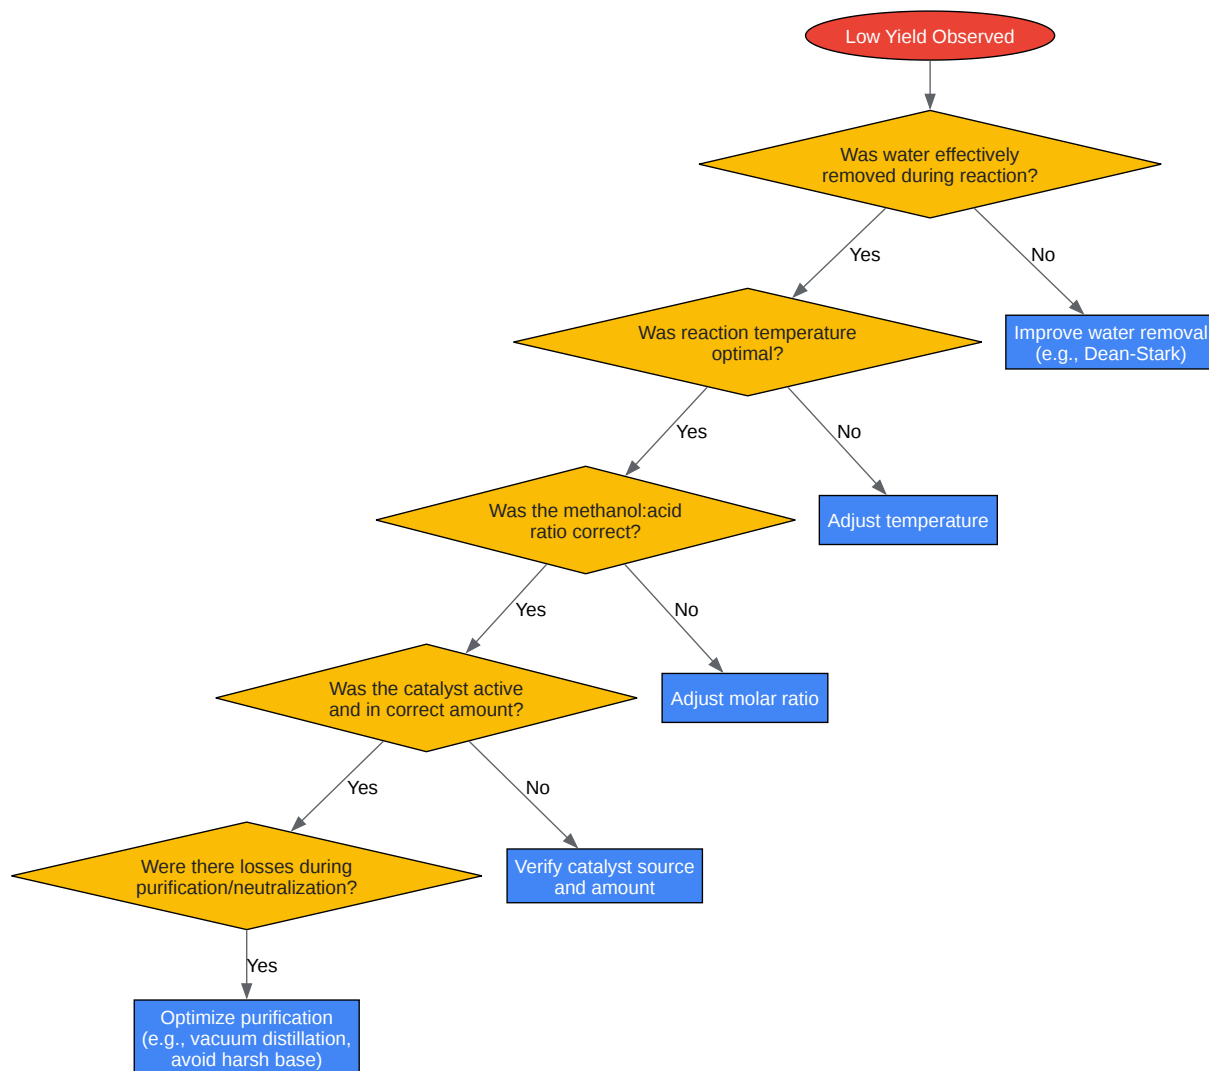 Low Yield Observed
Was water effectively
removed during reaction?
Yes
No
Was reaction temperature
optimal?
Improve water removal
(e.g., Dean-Stark)
Yes
No
Was the methanol:acid
ratio correct?
Adjust temperature
Yes
No
Was the catalyst active
and in correct amount?
Adjust molar ratio
Yes
No
Were there losses during
purification/neutralization?
Verify catalyst source
and amount
Yes
Optimize purification
(e.g., vacuum distillation,
avoid harsh base)